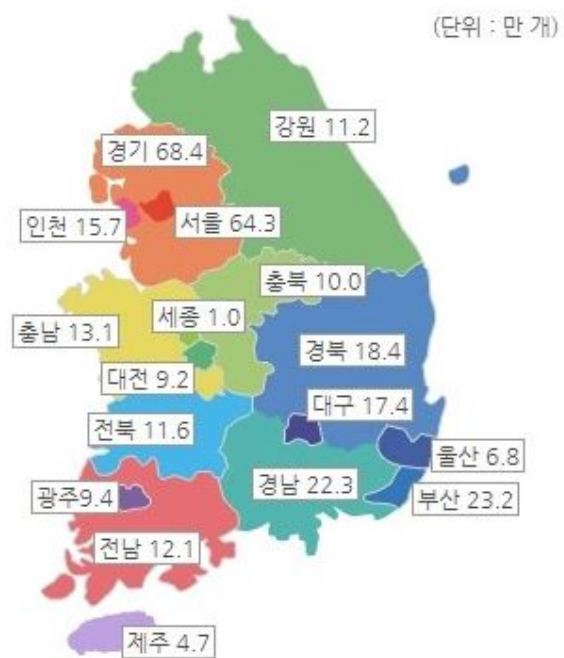 (단위 : 만 개)
강원 11.2
경기 68.4
인천 15.7
서울 64.3
충북 10.0
세종 1.0
충남 13.1
경북 18.4
대전 9.2
대구 17.4
전북 11.6
울산 6.8
경남 22.3
광주9.4
부산 23.2
전남 12.1
제주 4.7